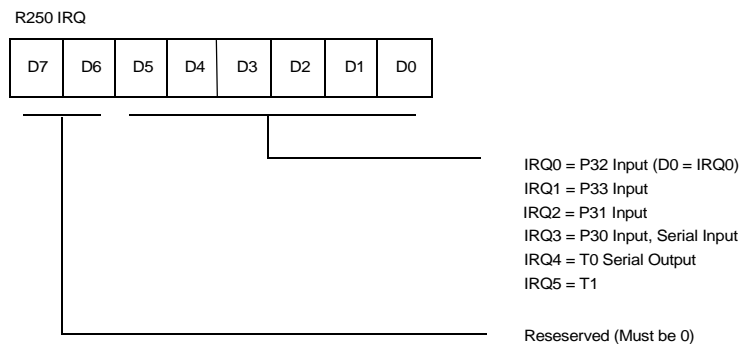 R250 IRQ
D7 D6 D5 D4 D3 D2 D1 D0
IRQ0 = P32 Input (D0 = IRQ0)
IRQ1 = P33 Input
IRQ2 = P31 Input
IRQ3 = P30 Input, Serial Input
IRQ4 = T0 Serial Output
IRQ5 = T1
Reseserved (Must be 0)